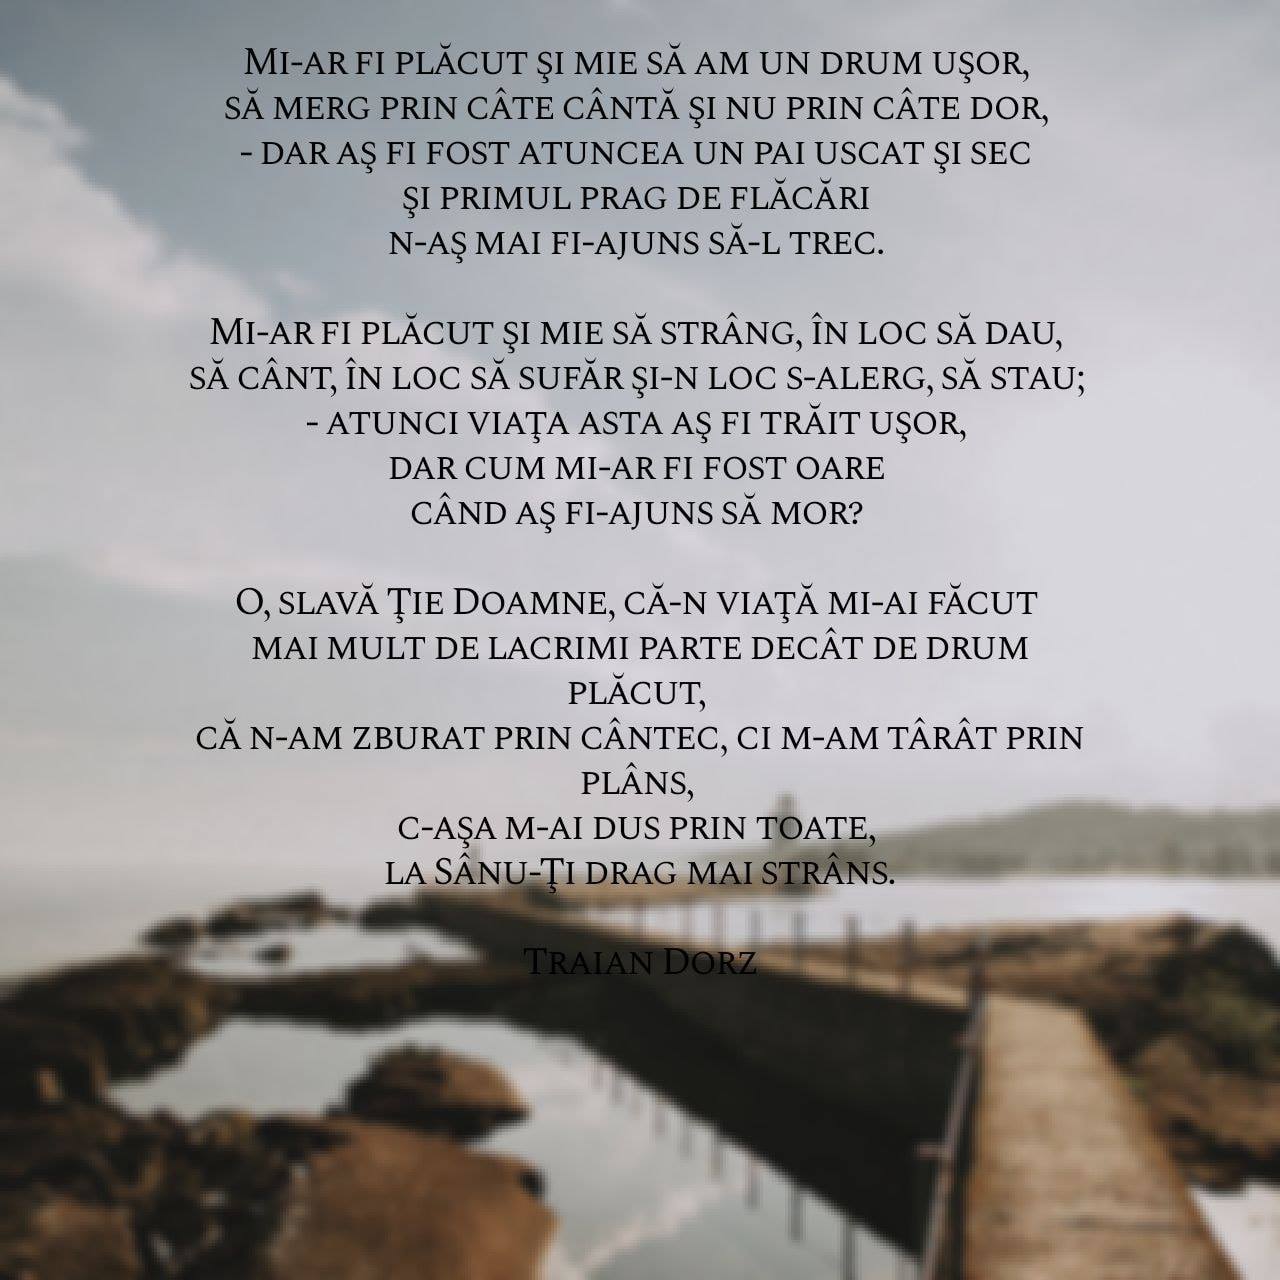 Mi-ar fi plăcut şi mie să am un drum uşor,
să merg prin câte cântă şi nu prin câte dor,
- dar aş fi fost atuncea un pai uscat şi sec
şi primul prag de flăcări
n-aş mai fi-ajuns să-l trec.

Mi-ar fi plăcut şi mie să strâng, în loc să dau,
să cânt, în loc să sufăr şi-n loc s-alerg, să stau;
- atunci viaţa asta aş fi trăit uşor,
dar cum mi-ar fi fost oare
când aş fi-ajuns să mor?

O, slavă Ţie Doamne, că-n viaţă mi-ai făcut
mai mult de lacrimi parte decât de drum
plăcut,
că n-am zburat prin cântec, ci m-am târât prin
plâns,
c-aşa m-ai dus prin toate,
la Sânu-Ţi drag mai strâns.

Traian Dorz